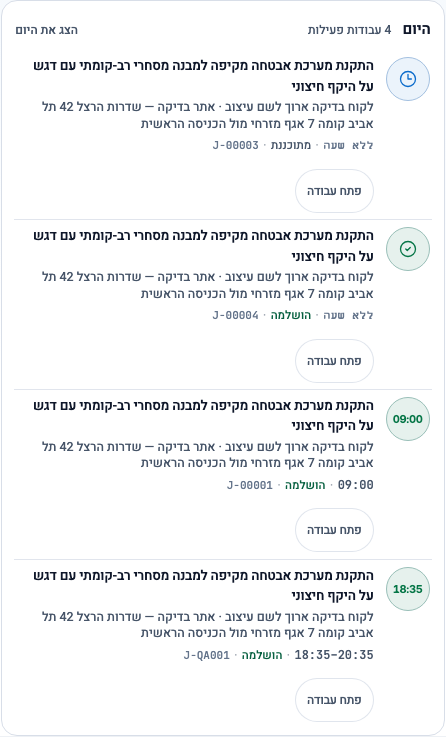 היום 4 עבודות פעילות הצג את היום
התקנת מערכת אבטחה מקיפה למבנה מסחרי רב-קומתי עם דגש
על היקף חיצוני
לקוח בדיקה ארוך לשם עיצוב · אתר בדיקה — שדרות הרצל 42 תל
אביב קומה 7 אגף מזרחי מול הכניסה הראשית
ללא שעה · מתוכננת · J-00003
פתח עבודה
התקנת מערכת אבטחה מקיפה למבנה מסחרי רב-קומתי עם דגש
על היקף חיצוני
לקוח בדיקה ארוך לשם עיצוב · אתר בדיקה — שדרות הרצל 42 תל
אביב קומה 7 אגף מזרחי מול הכניסה הראשית
ללא שעה · הושלמה · J-00004
פתח עבודה
09:00
התקנת מערכת אבטחה מקיפה למבנה מסחרי רב-קומתי עם דגש
על היקף חיצוני
לקוח בדיקה ארוך לשם עיצוב · אתר בדיקה — שדרות הרצל 42 תל
אביב קומה 7 אגף מזרחי מול הכניסה הראשית
09:00 · הושלמה · J-00001
פתח עבודה
18:35
התקנת מערכת אבטחה מקיפה למבנה מסחרי רב-קומתי עם דגש
על היקף חיצוני
לקוח בדיקה ארוך לשם עיצוב · אתר בדיקה — שדרות הרצל 42 תל
אביב קומה 7 אגף מזרחי מול הכניסה הראשית
18:35–20:35 · הושלמה · J-QA001
פתח עבודה